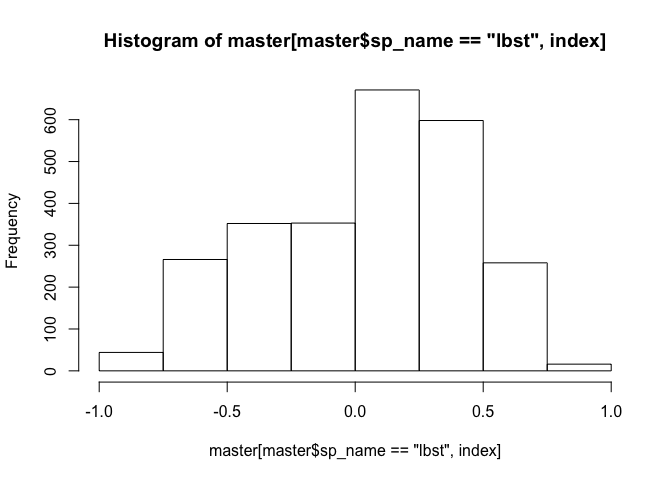 Histogram of master[master$sp_name == "lbst", index]
Frequency
600
500
400
300
200
100
0
-1.0 -0.5 0.0 0.5 1.0
master[master$sp_name == "lbst", index]